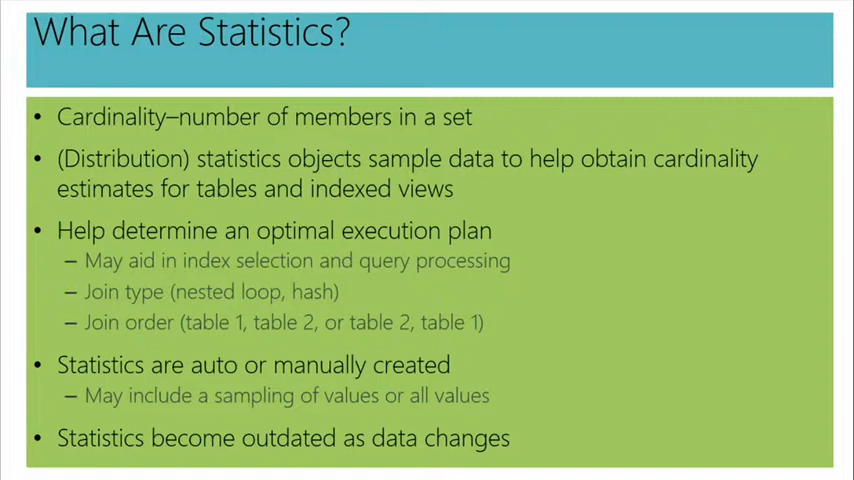 What Are Statistics?
• Cardinality–number of members in a set
• (Distribution) statistics objects sample data to help obtain cardinality
estimates for tables and indexed views
• Help determine an optimal execution plan
– May aid in index selection and query processing
– Join type (nested loop, hash)
– Join order (table 1, table 2, or table 2, table 1)
• Statistics are auto or manually created
– May include a sampling of values or all values
• Statistics become outdated as data changes